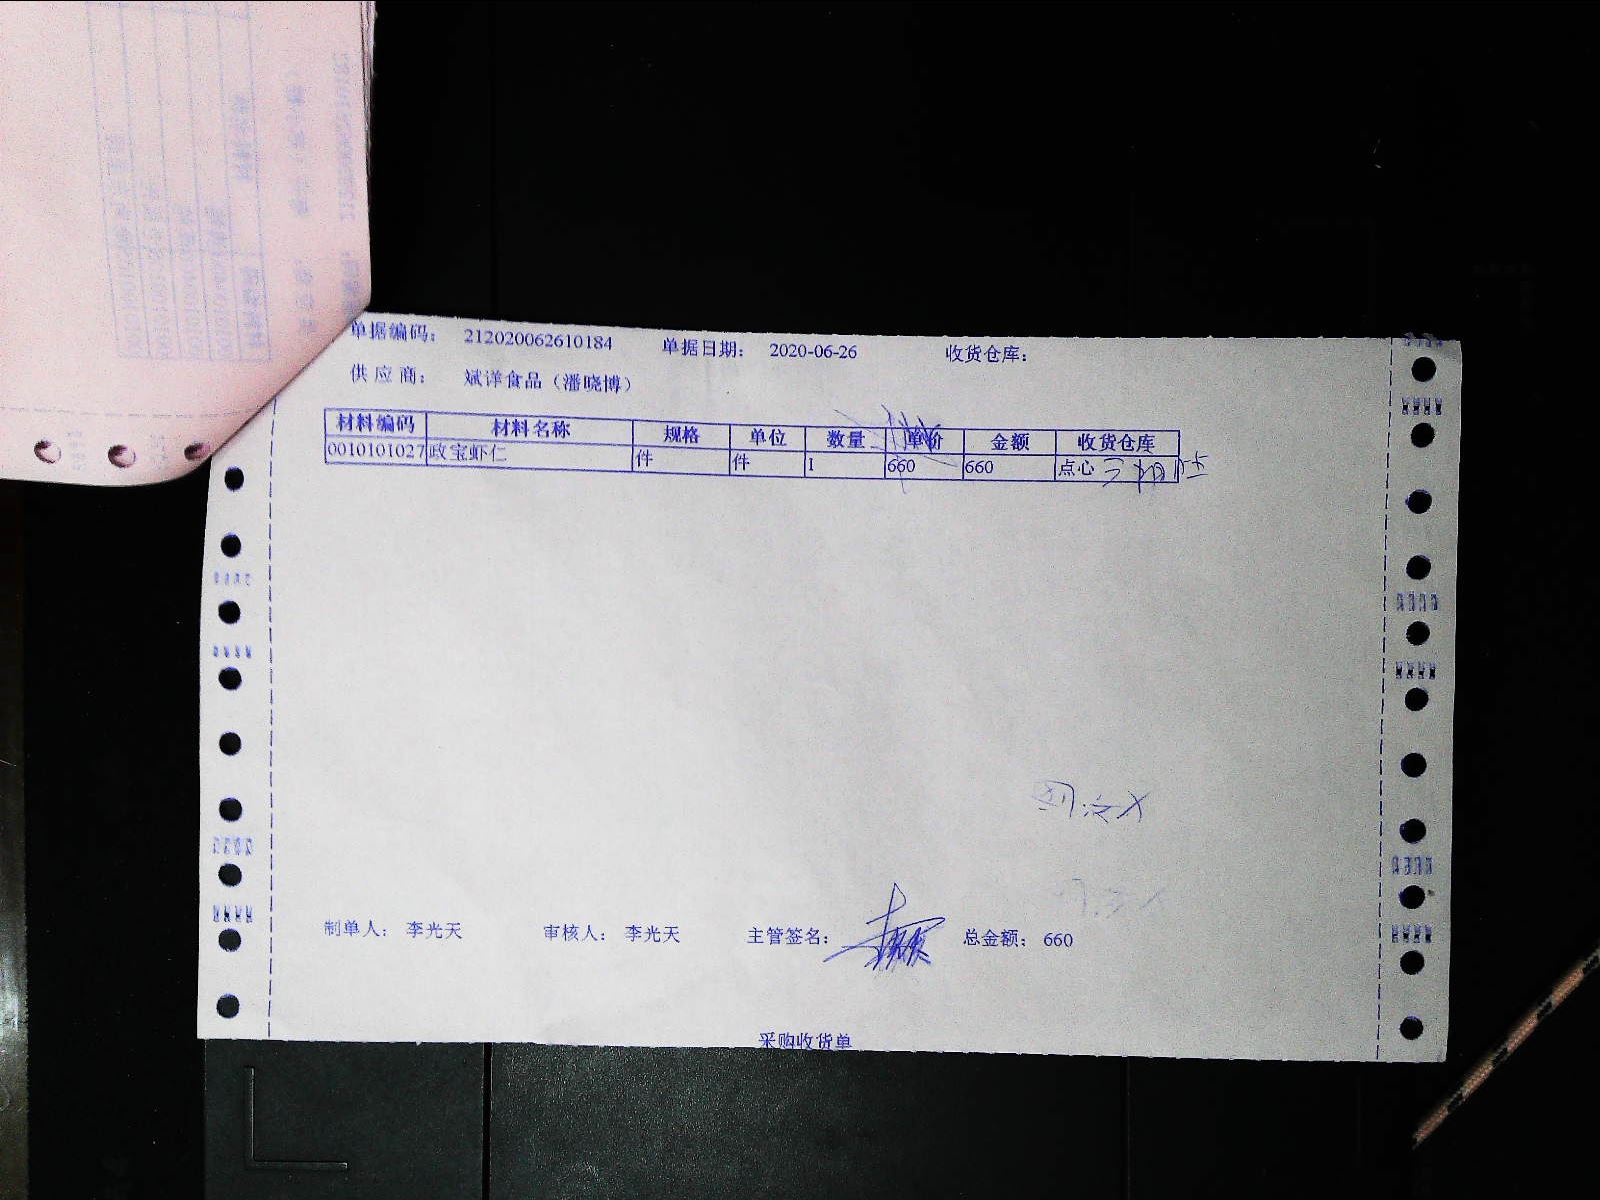 单据编码： 212020062610184 单据日期： 2020-06-26 收货仓库：
供 应 商： 斌详食品（潘晓博）
材料编码 材料名称 规格 单位 数量 单价 金额 收货仓库
0010101027 政宝虾仁 件 件 1 660 660 点心
制单人： 李光天 审核人： 李光天 主管签名： 总金额： 660
采购收货单